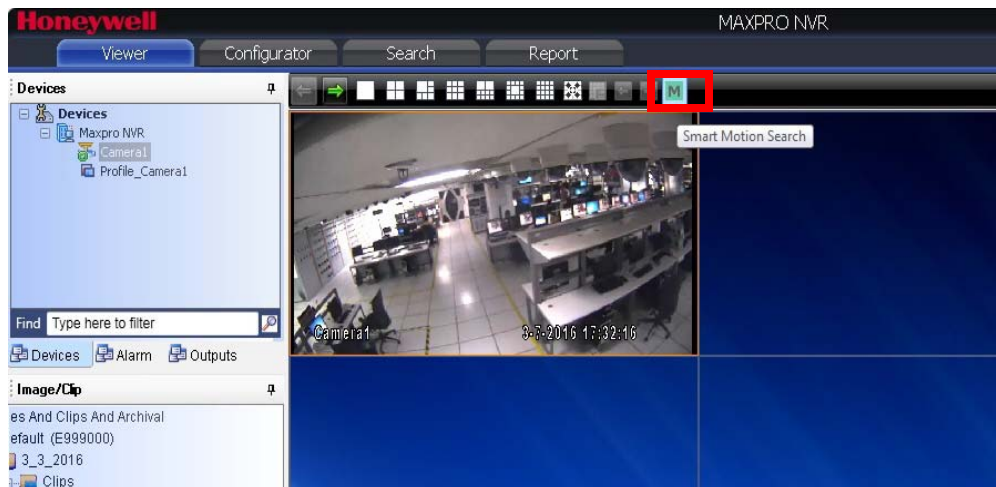 Honeywell
MAXPRO NVR
Viewer Configurator Search Report
Devices
M
Devices
Maxpro NVR
Camera1
Profile_Camera1
Smart Motion Search
Find Type here to filter
Camera1 3-7-2016 17:32:16
Devices Alarm Outputs
Image/Clip
es And Clips And Archival
efault (E999000)
3_3_2016
Clips